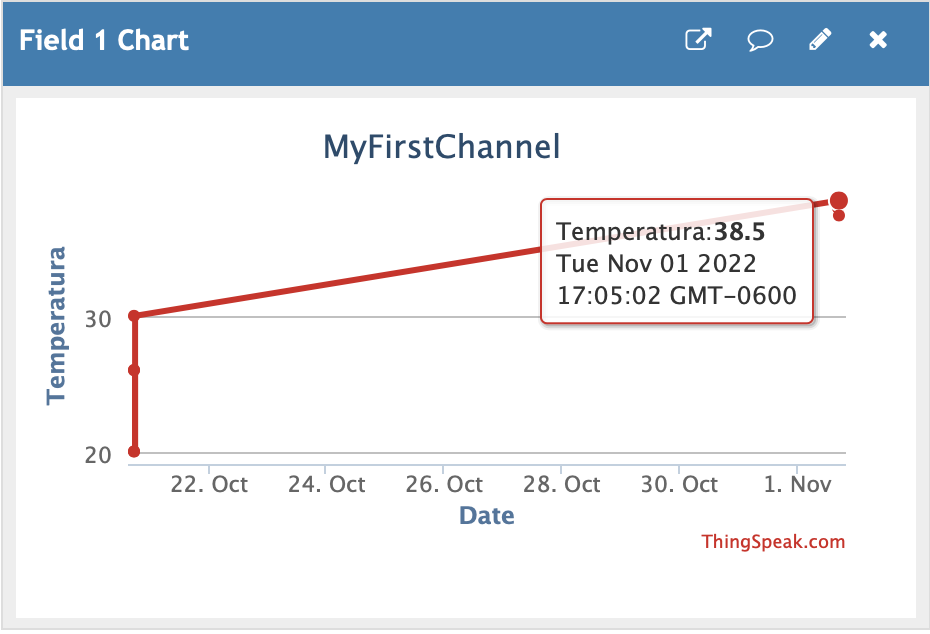 Field 1 Chart
MyFirstChannel
Temperatura:38.5
Tue Nov 01 2022
17:05:02 GMT-0600
Temperatura
30
20
22. Oct 24. Oct 26. Oct 28. Oct 30. Oct 1. Nov
Date
ThingSpeak.com